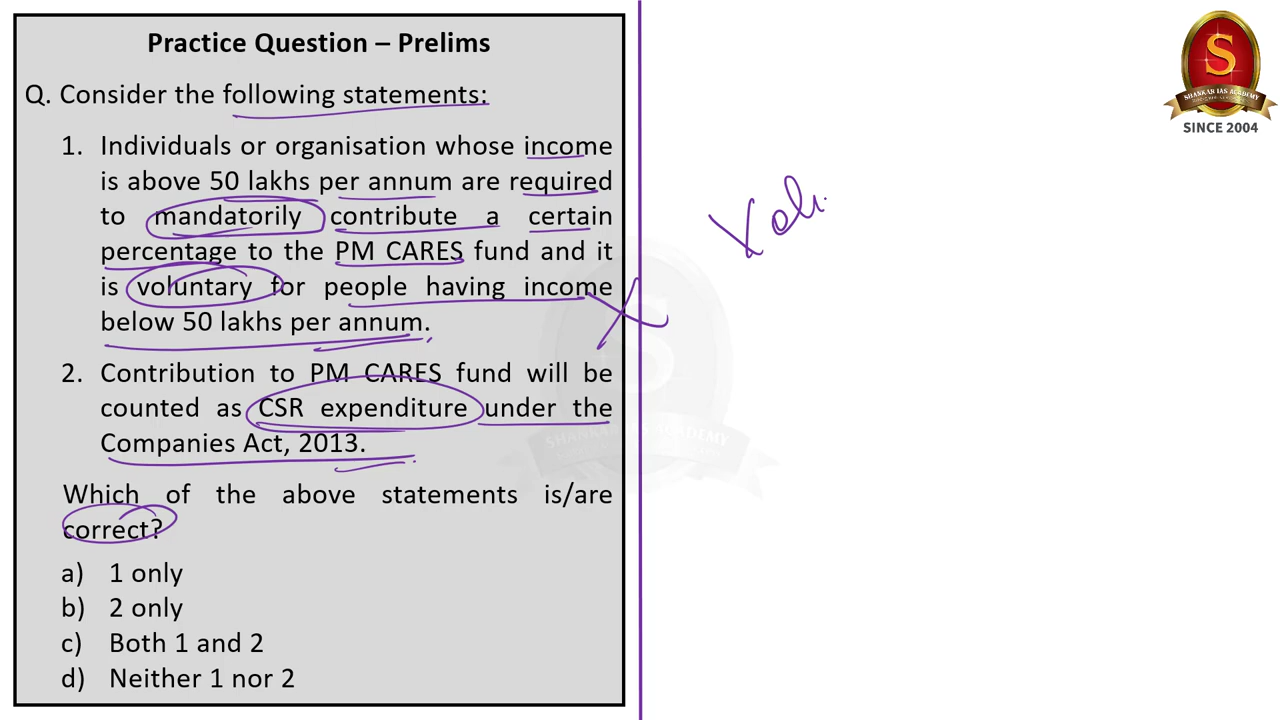 Practice Question – Prelims
Q. Consider the following statements:
1. Individuals or organisation whose income
is above 50 lakhs per annum are required
to mandatorily contribute a certain
percentage to the PM CARES fund and it
is voluntary for people having income
below 50 lakhs per annum.
2. Contribution to PM CARES fund will be
counted as CSR expenditure under the
Companies Act, 2013.
Which of the above statements is/are
correct?
a) 1 only
b) 2 only
c) Both 1 and 2
d) Neither 1 nor 2
S
SHANKAR IAS ACADEMY
SINCE 2004